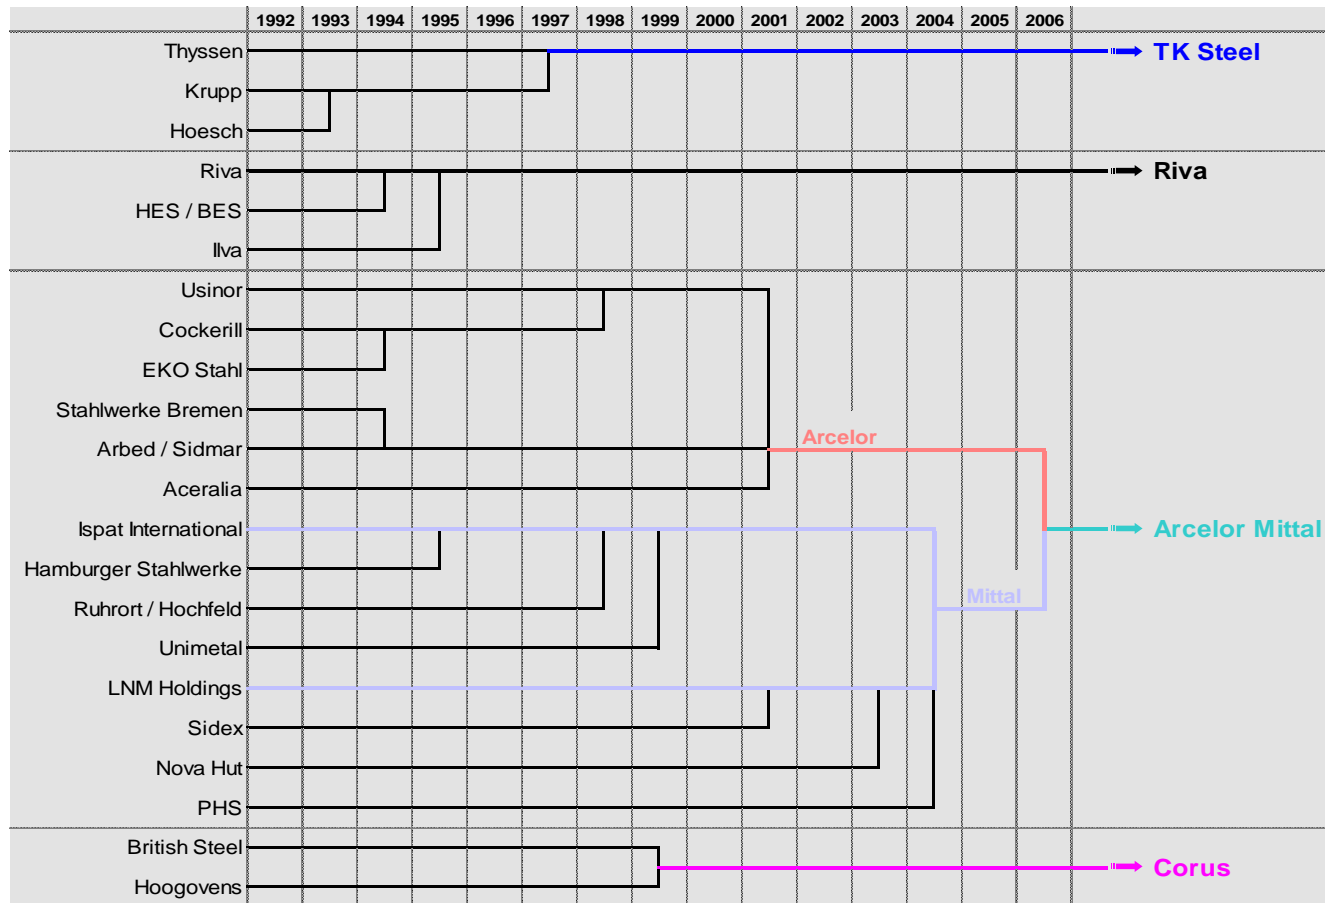 1992 1993 1994 1995 1996 1997 1998 1999 2000 2001 2002 2003 2004 2005 2006
Thyssen TK Steel
Krupp
Hoesch
Riva Riva
HES / BES
Ilva
Usinor
Cockerill
EKO Stahl
Stahlwerke Bremen
Arbed / Sidmar Arcelor
Aceralia
Ispat International Arcelor Mittal
Hamburger Stahlwerke
Ruhrort / Hochfeld Mittal
Unimetal
LNM Holdings
Sidex
Nova Hut
PHS
British Steel
Corus
Hoogovens